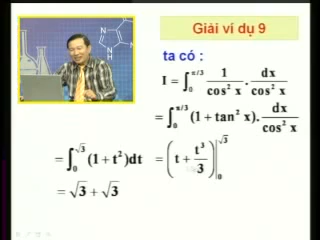 Giải ví dụ 9
ta có :
I = ∫₀^{π/3} 1/cos² x . dx/cos² x
= ∫₀^{π/3} (1 + tan² x). dx/cos² x
= ∫₀^{√3} (1 + t²)dt = (t + t³/3)|₀^{√3}
= √3 + √3